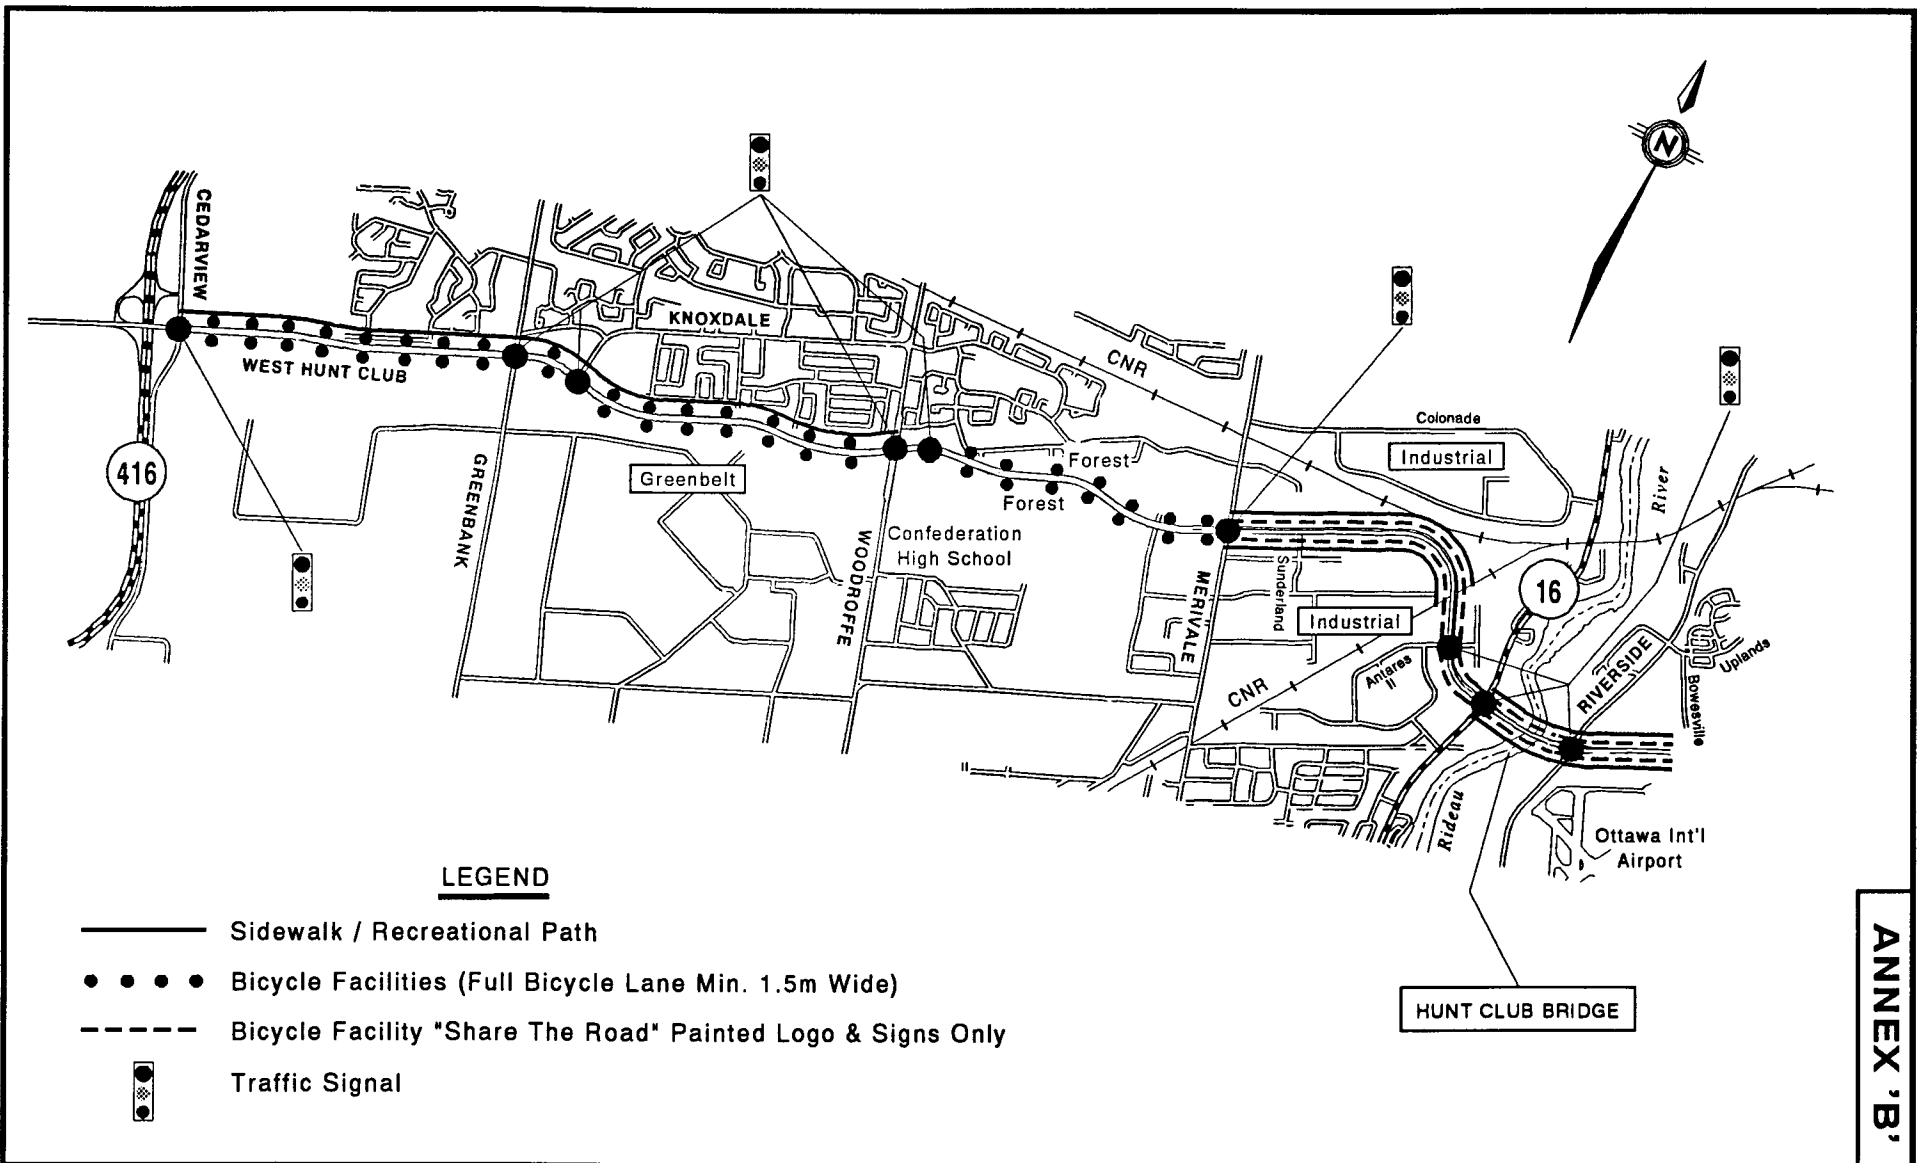 N
CEDARVIEW
KNOXDALE
WEST HUNT CLUB
CNR
Colonade
Industrial
416
GREENBANK
Greenbelt
Forest
Forest
River
WOODROFFE
Confederation
High School
MERIVALE
Sunderland
16
Industrial
Antares
II
CNR
RIVERSIDE
Uplands
Bowesville
Rideau
Ottawa Int'l
Airport
HUNT CLUB BRIDGE
LEGEND
Sidewalk / Recreational Path
Bicycle Facilities (Full Bicycle Lane Min. 1.5m Wide)
Bicycle Facility "Share The Road" Painted Logo & Signs Only
Traffic Signal
ANNEX 'B'